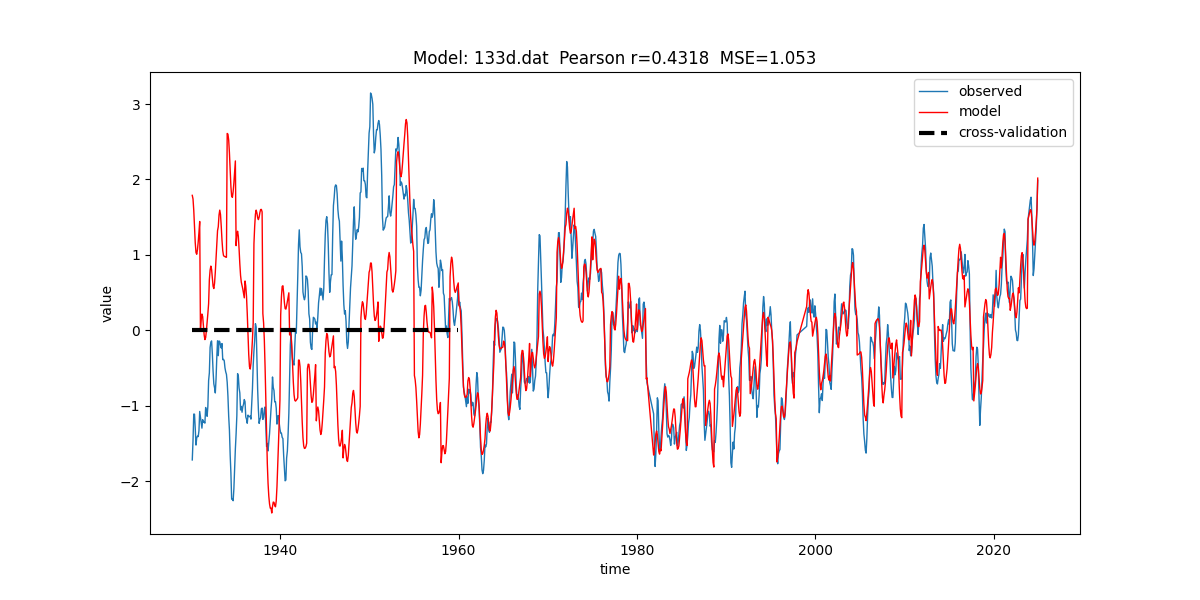 Model: 133d.dat  Pearson r=0.4318  MSE=1.053
observed
model
cross-validation
value
3
2
1
0
−1
−2
1940
1960
1980
2000
2020
time